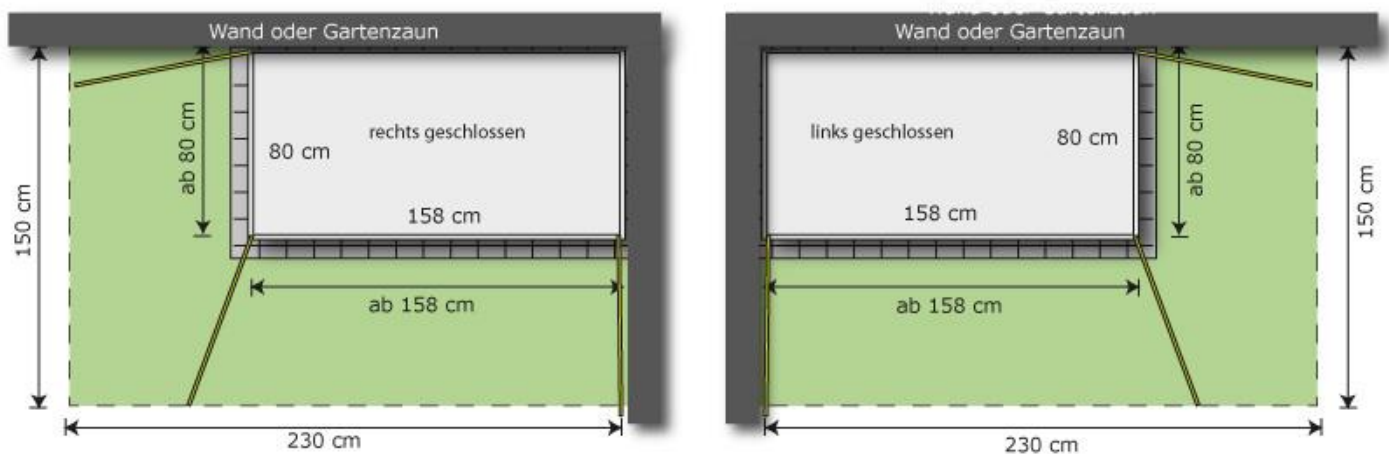 Wand oder Gartenzaun
150 cm
ab 80 cm
80 cm
rechts geschlossen
158 cm
ab 158 cm
230 cm
Wand oder Gartenzaun
links geschlossen
80 cm
ab 80 cm
150 cm
158 cm
ab 158 cm
230 cm